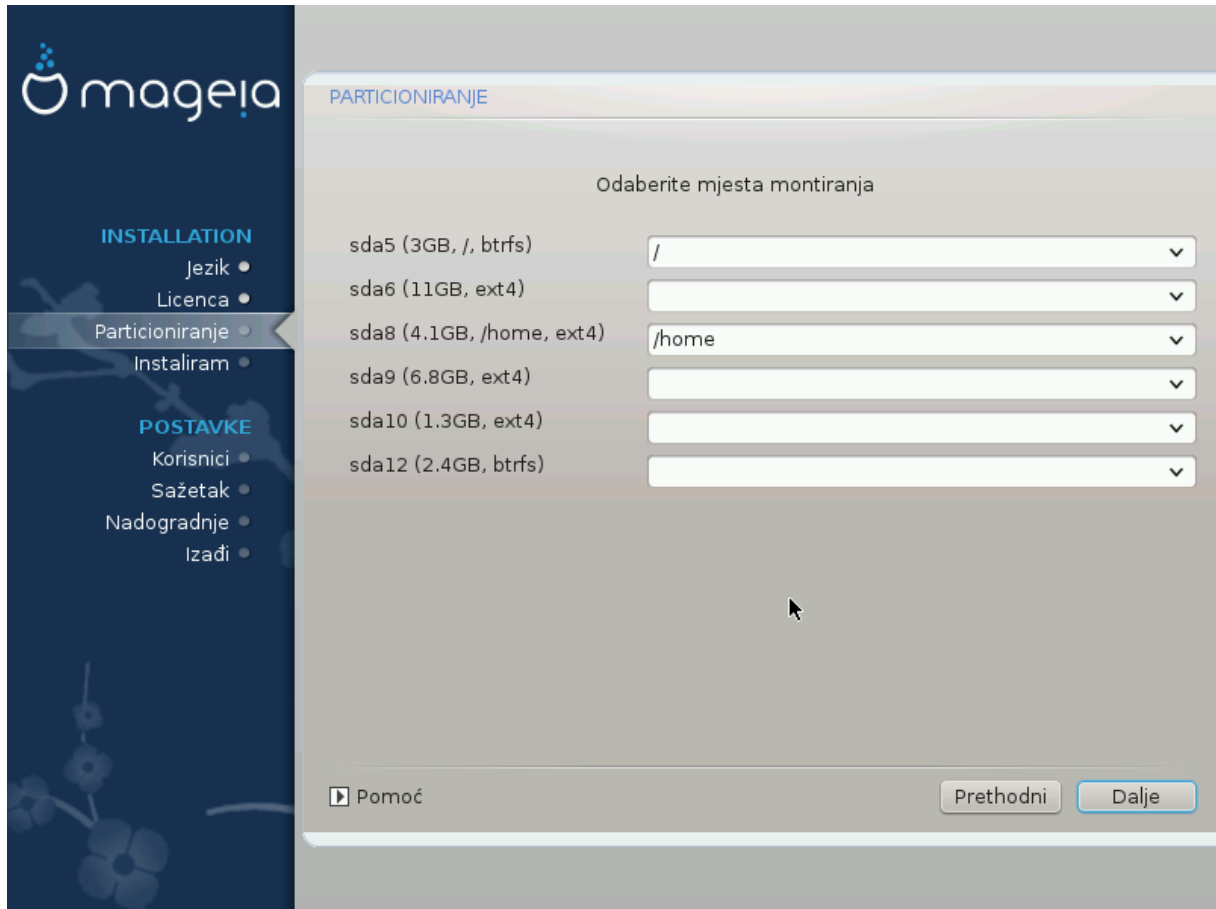 mageia
INSTALLATION
Jezik
Licenca
Particioniranje
Instaliram
POSTAVKE
Korisnici
Sažetak
Nadogradnje
Izađi
PARTICIONIRANJE
Odaberite mjesta montiranja
sda5 (3GB, /, btrfs) /
sda6 (11GB, ext4)
sda8 (4.1GB, /home, ext4) /home
sda9 (6.8GB, ext4)
sda10 (1.3GB, ext4)
sda12 (2.4GB, btrfs)
Pomoć Prethodni Dalje